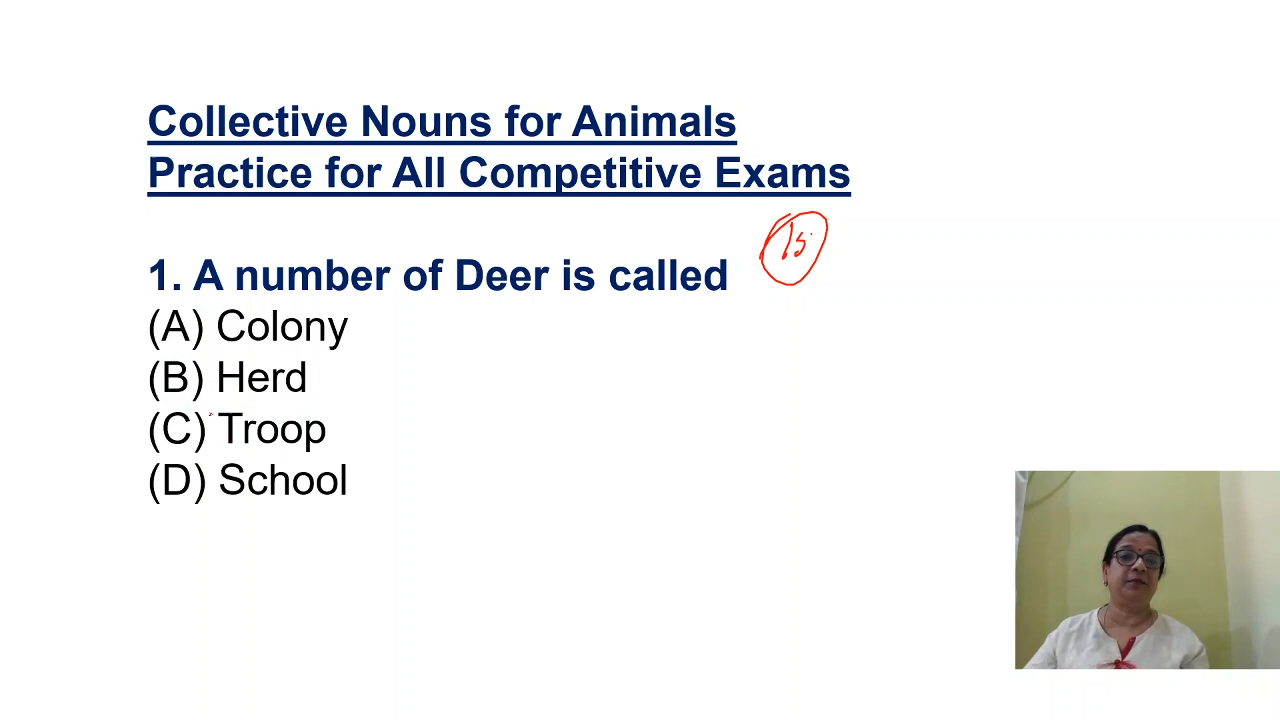 Collective Nouns for Animals
Practice for All Competitive Exams
15
1. A number of Deer is called
(A) Colony
(B) Herd
(C) Troop
(D) School